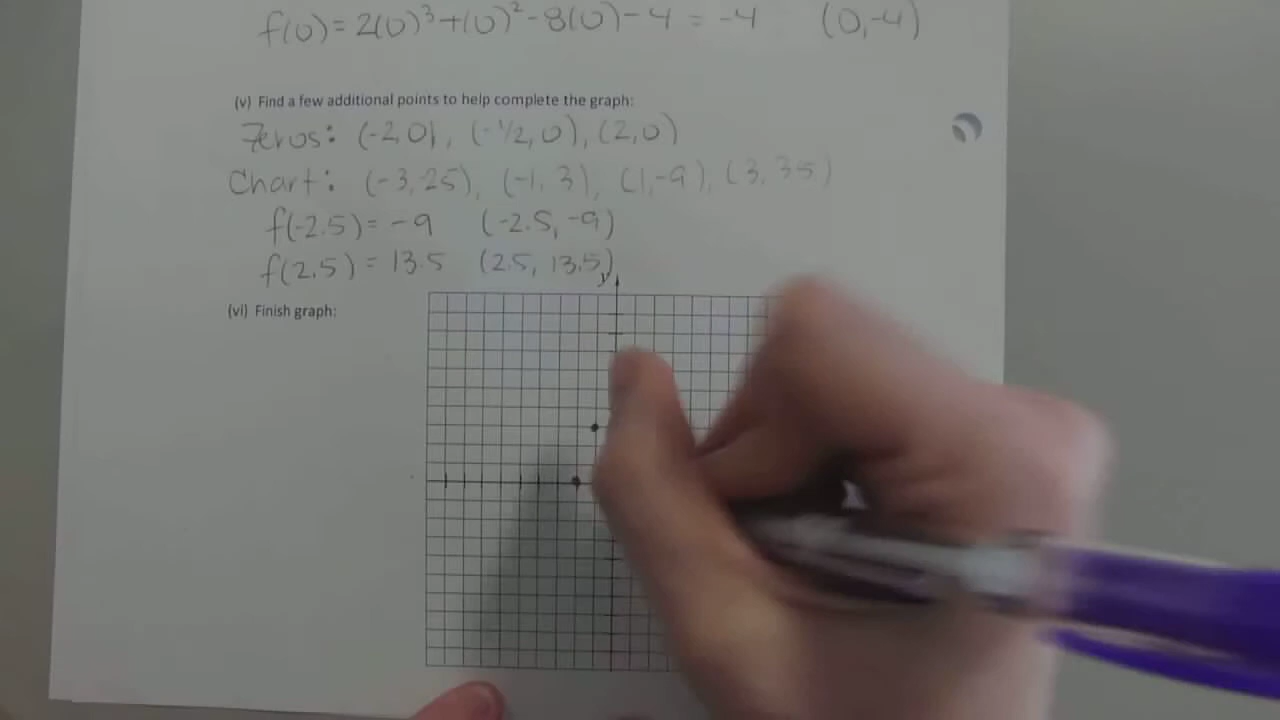 f(0) = 2(0)³ + (0)² - 8(0) - 4 = -4 (0, -4)
(v) Find a few additional points to help complete the graph:
Zeros: (-2,0), (-1/2, 0), (2,0)
Chart: (-3, 25), (-1, 3), (1, -9), (3, 35)
f(-2.5) = -9 (-2.5, -9)
f(2.5) = 13.5 (2.5, 13.5)
y
(vi) Finish graph: